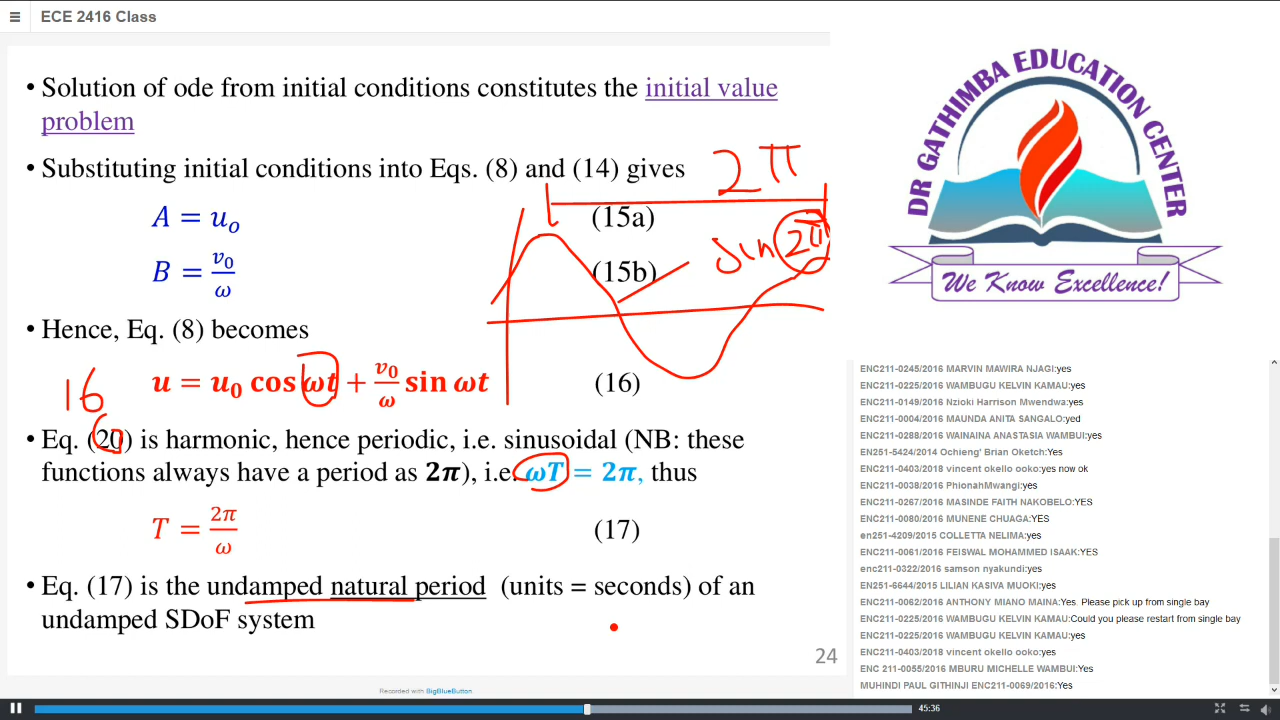 ECE 2416 Class
• Solution of ode from initial conditions constitutes the initial value
problem
• Substituting initial conditions into Eqs. (8) and (14) gives
2π
A = u₀ (15a)
sin 2π
B = v₀/ω (15b)
• Hence, Eq. (8) becomes
16
u = u₀ cos ωt + v₀/ω sin ωt (16)
• Eq. (20) is harmonic, hence periodic, i.e. sinusoidal (NB: these
functions always have a period as 2π), i.e. ωT = 2π, thus
T = 2π/ω (17)
• Eq. (17) is the undamped natural period (units = seconds) of an
undamped SDoF system
24
Recorded with BigBlueButton.
DR GATHIMBA EDUCATION CENTER
We Know Excellence!
ENC211-0245/2016 MARVIN MAWIRA NJAGI:yes
ENC211-0225/2016 WAMBUGU KELVIN KAMAU:yes
ENC211-0149/2016 Nzioki Harrison Mwendwa:yes
ENC211-0004/2016 MAUNDA ANITA SANGALO:yed
ENC211-0288/2016 WAINAINA ANASTASIA WAMBUI:yes
EN251-5424/2014 Ochieng' Brian Oketch:Yes
ENC211-0403/2018 vincent okello ooko:yes now ok
ENC211-0038/2016 PhionahMwangi:yes
ENC211-0267/2016 MASINDE FAITH NAKOBELO:YES
ENC211-0080/2016 MUNENE CHUAGA:YES
en251-4209/2015 COLLETTA NELIMA:yes
ENC211-0061/2016 FEISWAL MOHAMMED ISAAK:YES
enc211-0322/2016 samson nyakundi:yes
EN251-6644/2015 LILIAN KASIVA MUOKI:yes
ENC211-0062/2016 ANTHONY MIANO MAINA:Yes. Please pick up from single bay
ENC211-0225/2016 WAMBUGU KELVIN KAMAU:Could you please restart from single bay
ENC211-0225/2016 WAMBUGU KELVIN KAMAU:yes
ENC211-0403/2018 vincent okello ooko:yes
ENC 211-0055/2016 MBURU MICHELLE WAMBUI:Yes
MUHINDI PAUL GITHINJI ENC211-0069/2016:Yes
45:36